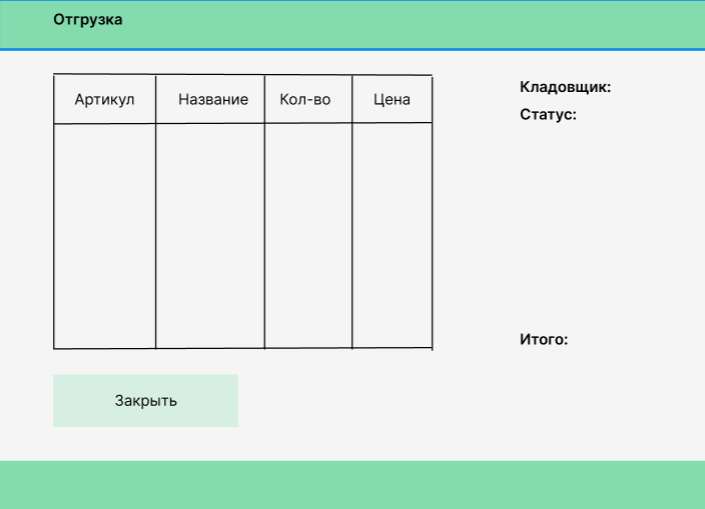 Отгрузка
Артикул Название Кол-во Цена
Кладовщик:
Статус:
Итого:
Закрыть